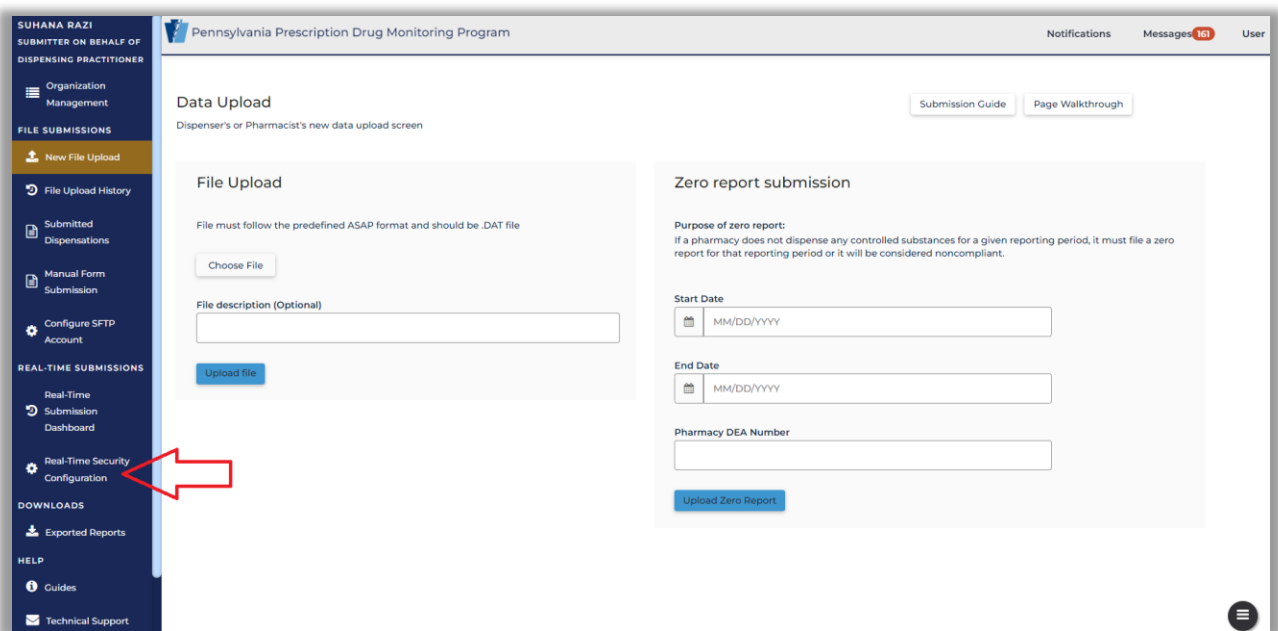 SUHANA RAZI
SUBMITTER ON BEHALF OF
DISPENSING PRACTITIONER
Organization
Management
FILE SUBMISSIONS
New File Upload
File Upload History
Submitted
Dispensations
Manual Form
Submission
Configure SFTP
Account
REAL-TIME SUBMISSIONS
Real-Time
Submission
Dashboard
Real-Time Security
Configuration
DOWNLOADS
Exported Reports
HELP
Guides
Technical Support
Pennsylvania Prescription Drug Monitoring Program
Notifications
Messages 161
User
Data Upload
Dispenser's or Pharmacist's new data upload screen
Submission Guide
Page Walkthrough
File Upload
File must follow the predefined ASAP format and should be .DAT file
Choose File
File description (Optional)
Upload file
Zero report submission
Purpose of zero report:
If a pharmacy does not dispense any controlled substances for a given reporting period, it must file a zero
report for that reporting period or it will be considered noncompliant.
Start Date
MM/DD/YYYY
End Date
MM/DD/YYYY
Pharmacy DEA Number
Upload Zero Report